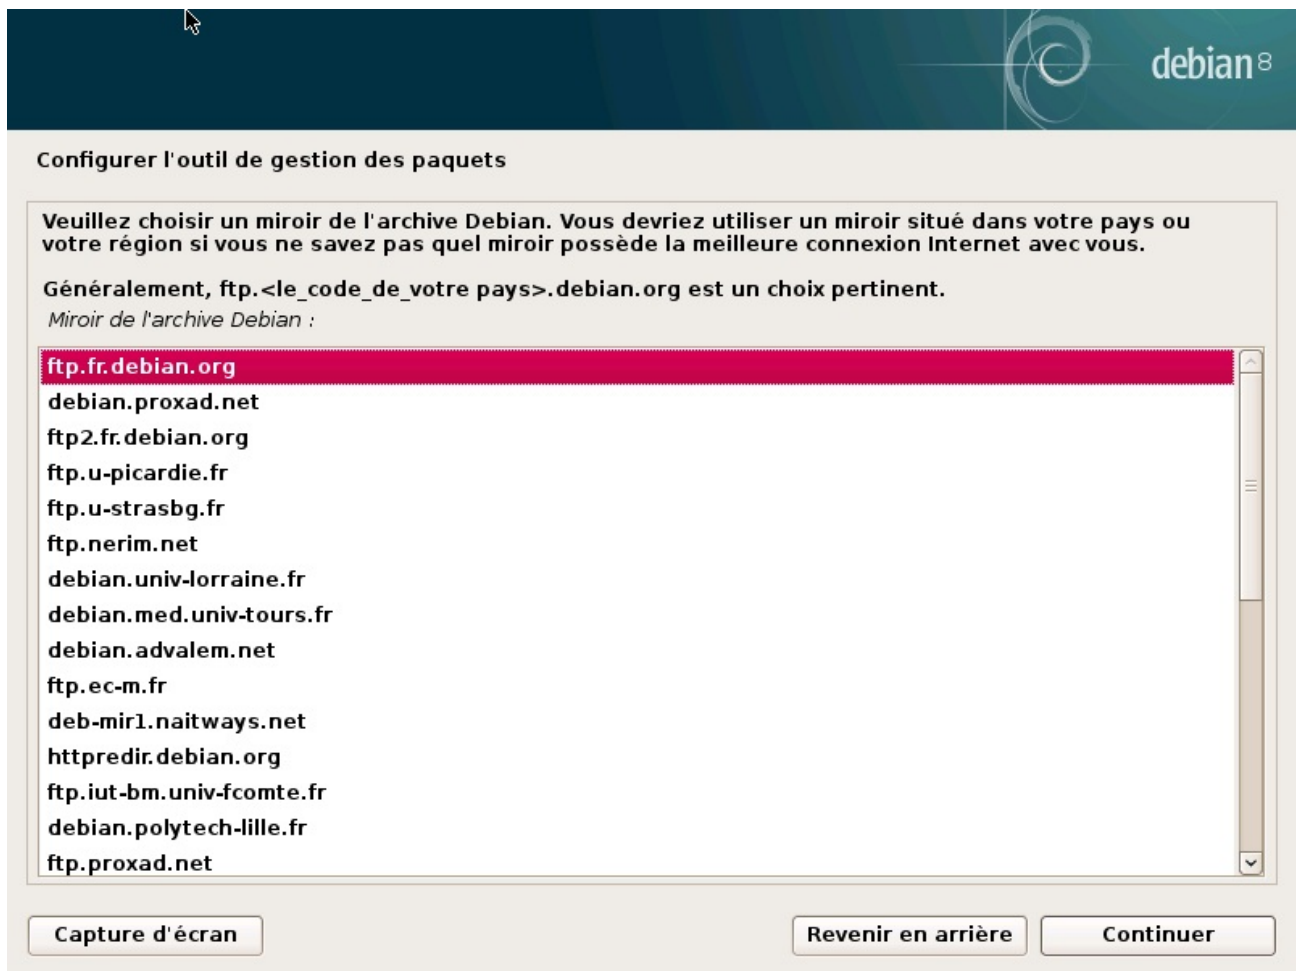 debian 8
Configurer l'outil de gestion des paquets
Veuillez choisir un miroir de l'archive Debian. Vous devriez utiliser un miroir situé dans votre pays ou
votre région si vous ne savez pas quel miroir possède la meilleure connexion Internet avec vous.
Généralement, ftp.<le_code_de_votre pays>.debian.org est un choix pertinent.
Miroir de l'archive Debian :
ftp.fr.debian.org
debian.proxad.net
ftp2.fr.debian.org
ftp.u-picardie.fr
ftp.u-strasbg.fr
ftp.nerim.net
debian.univ-lorraine.fr
debian.med.univ-tours.fr
debian.advalem.net
ftp.ec-m.fr
deb-mir1.naitways.net
httpredir.debian.org
ftp.iut-bm.univ-fcomte.fr
debian.polytech-lille.fr
ftp.proxad.net
Capture d'écran
Revenir en arrière
Continuer